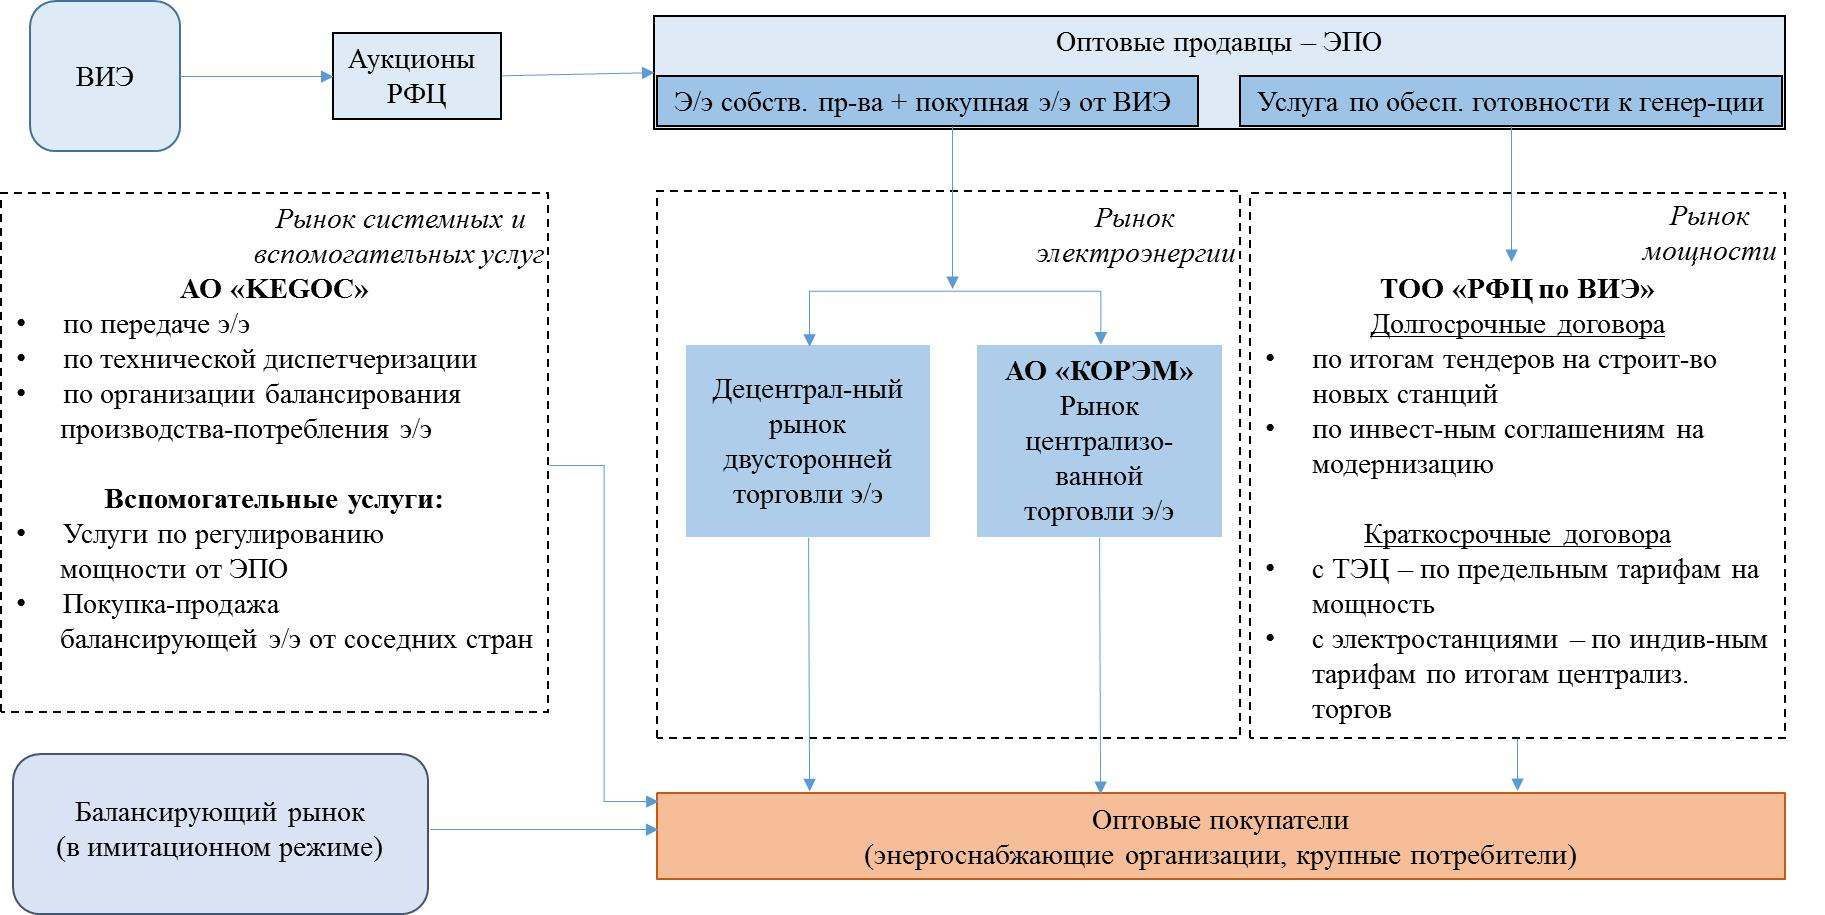 ВИЭ
Аукционы
РФЦ
Оптовые продавцы – ЭПО
Э/э собств. пр-ва + покупная э/э от ВИЭ
Услуга по обесп. готовности к генер-ции
Рынок системных и
вспомогательных услуг
АО «KEGOC»
• по передаче э/э
• по технической диспетчеризации
• по организации балансирования
производства-потребления э/э
Вспомогательные услуги:
• Услуги по регулированию
мощности от ЭПО
• Покупка-продажа
балансирующей э/э от соседних стран
Рынок
электроэнергии
Децентрал-ный
рынок
двусторонней
торговли э/э
АО «КОРЭМ»
Рынок
централизо-
ванной
торговли э/э
Рынок
мощности
ТОО «РФЦ по ВИЭ»
Долгосрочные договора
• по итогам тендеров на строит-во
новых станций
• по инвест-ным соглашениям на
модернизацию
Краткосрочные договора
• с ТЭЦ – по предельным тарифам на
мощность
• с электростанциями – по индив-ным
тарифам по итогам централиз.
торгов
Балансирующий рынок
(в имитационном режиме)
Оптовые покупатели
(энергоснабжающие организации, крупные потребители)